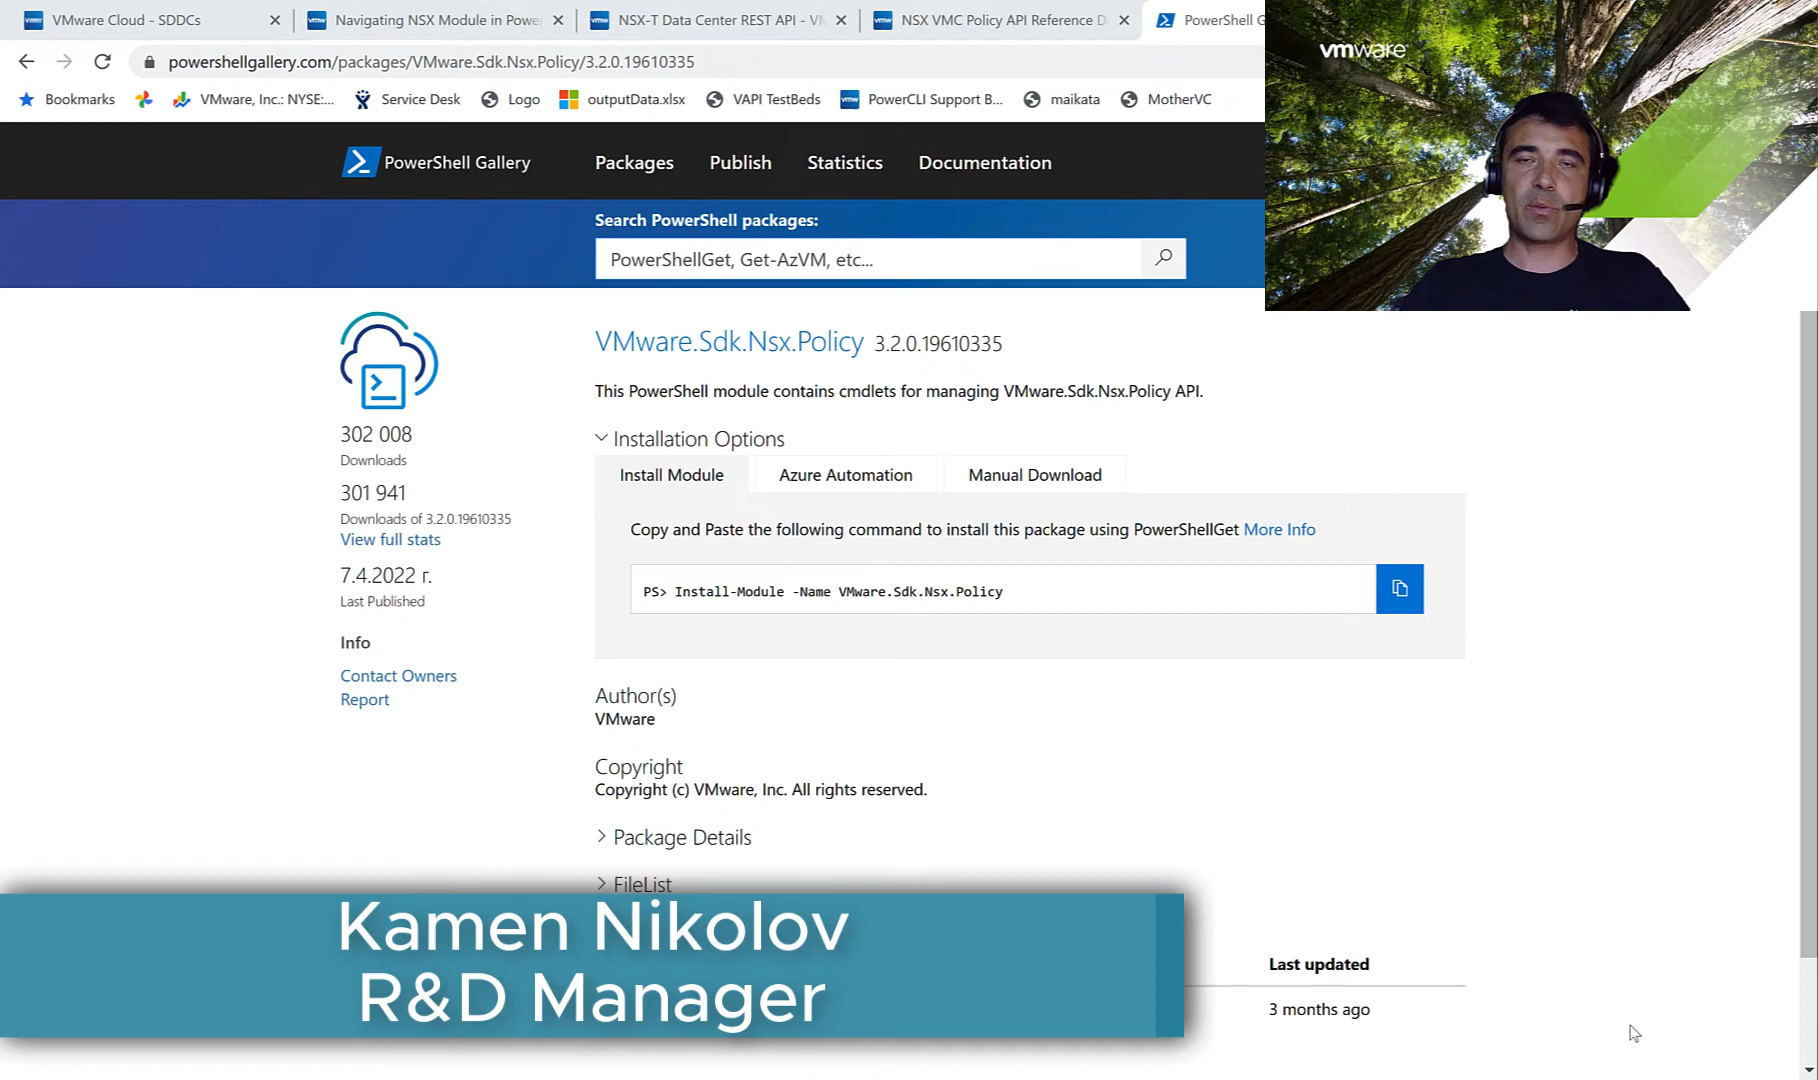 VMware Cloud - SDDCs
Navigating NSX Module in Powe
NSX-T Data Center REST API - VM
NSX VMC Policy API Reference D
PowerShell G
powershellgallery.com/packages/VMware.Sdk.Nsx.Policy/3.2.0.19610335
Bookmarks
VMware, Inc.: NYSE:...
Service Desk
Logo
outputData.xlsx
VAPI TestBeds
PowerCLI Support B...
maikata
MotherVC
vmware
PowerShell Gallery
Packages
Publish
Statistics
Documentation
Search PowerShell packages:
PowerShellGet, Get-AzVM, etc...
VMware.Sdk.Nsx.Policy 3.2.0.19610335
This PowerShell module contains cmdlets for managing VMware.Sdk.Nsx.Policy API.
302 008
Downloads
301 941
Downloads of 3.2.0.19610335
View full stats
7.4.2022 г.
Last Published
Info
Contact Owners
Report
Installation Options
Install Module
Azure Automation
Manual Download
Copy and Paste the following command to install this package using PowerShellGet More Info
PS> Install-Module -Name VMware.Sdk.Nsx.Policy
Author(s)
VMware
Copyright
Copyright (c) VMware, Inc. All rights reserved.
Package Details
FileList
Kamen Nikolov
R&D Manager
Last updated
3 months ago